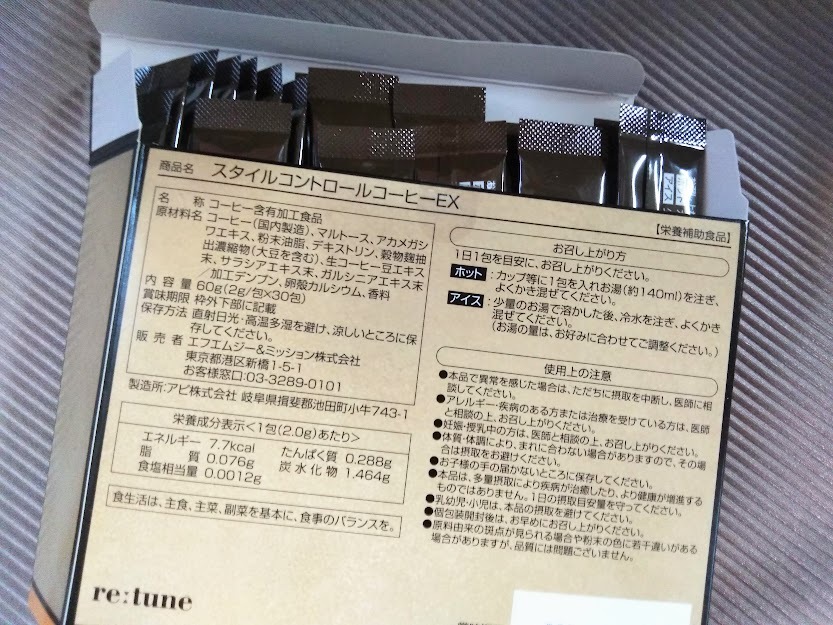 商品名 スタイルコントロールコーヒーEX
名称 コーヒー含有加工食品
原材料名 コーヒー(国内製造)、マルトース、アカメガシ
ワエキス、粉末油脂、デキストリン、穀物麹抽
出濃縮物(大豆を含む)、生コーヒー豆エキス
末、サラシアエキス末、ガルシニアエキス末
/加工デンプン、卵殻カルシウム、香料
内容量 60g(2g/包×30包)
賞味期限 枠外下部に記載
保存方法 直射日光・高温多湿を避け、涼しいところに保
存してください。
販売者 エフエムジー&ミッション株式会社
東京都港区新橋1-5-1
お客様窓口:03-3289-0101
製造所:アピ株式会社 岐阜県揖斐郡池田町小牛743-1
栄養成分表示<1包(2.0g)あたり>
エネルギー 7.7kcal たんぱく質 0.288g
脂質 0.076g 炭水化物 1.464g
食塩相当量 0.0012g
食生活は、主食、主菜、副菜を基本に、食事のバランスを。
re:tune
【栄養補助食品】
お召し上がり方
1日1包を目安に、お召し上がりください。
ホット:カップ等に1包を入れお湯(約140ml)を注ぎ、
よくかき混ぜてください。
アイス:少量のお湯で溶かした後、冷水を注ぎ、よくかき
混ぜてください。
(お湯の量は、お好みに合わせてご調整ください。)
使用上の注意
●本品で異常を感じた場合は、ただちに摂取を中断し、医師に相
談してください。
●アレルギー・疾病のある方または治療を受けている方は、医師
と相談の上、お召し上がりください。
●妊娠・授乳中の方は、医師と相談の上、お召し上がりください。
●体質・体調により、まれに合わない場合がありますので、その場
合は摂取をお避けください。
●お子様の手の届かないところに保存してください。
●本品は、多量摂取により疾病が治癒したり、より健康が増進する
ものではありません。1日の摂取目安量を守ってください。
●乳幼児・小児は、本品の摂取を避けてください。
●個包装開封後は、お早めにお召し上がりください。
●原料由来の斑点が見られる場合や粉末の色に若干違いがある
場合がありますが、品質には問題ございません。
アイス